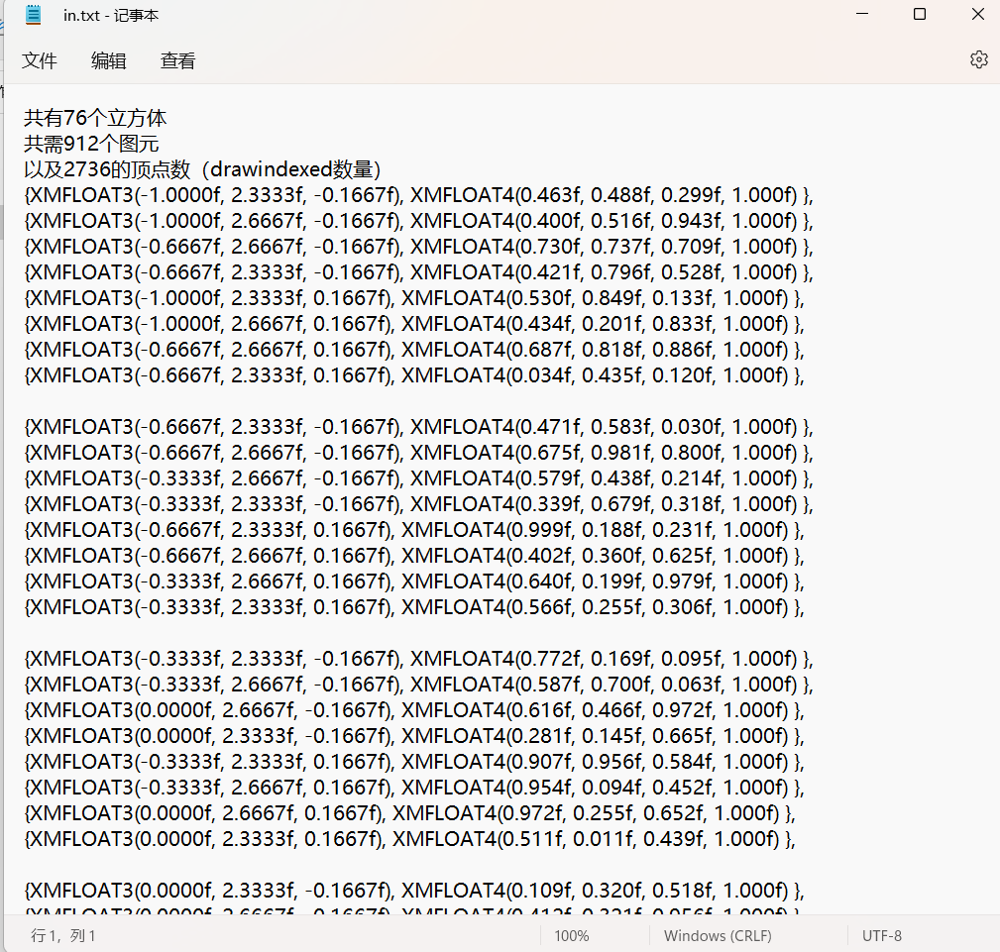 in.txt - 记事本
文件 编辑 查看
共有76个立方体
共需912个图元
以及2736的顶点数（drawindexed数量）
{XMFLOAT3(-1.0000f, 2.3333f, -0.1667f), XMFLOAT4(0.463f, 0.488f, 0.299f, 1.000f) },
{XMFLOAT3(-1.0000f, 2.6667f, -0.1667f), XMFLOAT4(0.400f, 0.516f, 0.943f, 1.000f) },
{XMFLOAT3(-0.6667f, 2.6667f, -0.1667f), XMFLOAT4(0.730f, 0.737f, 0.709f, 1.000f) },
{XMFLOAT3(-0.6667f, 2.3333f, -0.1667f), XMFLOAT4(0.421f, 0.796f, 0.528f, 1.000f) },
{XMFLOAT3(-1.0000f, 2.3333f, 0.1667f), XMFLOAT4(0.530f, 0.849f, 0.133f, 1.000f) },
{XMFLOAT3(-1.0000f, 2.6667f, 0.1667f), XMFLOAT4(0.434f, 0.201f, 0.833f, 1.000f) },
{XMFLOAT3(-0.6667f, 2.6667f, 0.1667f), XMFLOAT4(0.687f, 0.818f, 0.886f, 1.000f) },
{XMFLOAT3(-0.6667f, 2.3333f, 0.1667f), XMFLOAT4(0.034f, 0.435f, 0.120f, 1.000f) },
{XMFLOAT3(-0.6667f, 2.3333f, -0.1667f), XMFLOAT4(0.471f, 0.583f, 0.030f, 1.000f) },
{XMFLOAT3(-0.6667f, 2.6667f, -0.1667f), XMFLOAT4(0.675f, 0.981f, 0.800f, 1.000f) },
{XMFLOAT3(-0.3333f, 2.6667f, -0.1667f), XMFLOAT4(0.579f, 0.438f, 0.214f, 1.000f) },
{XMFLOAT3(-0.3333f, 2.3333f, -0.1667f), XMFLOAT4(0.339f, 0.679f, 0.318f, 1.000f) },
{XMFLOAT3(-0.6667f, 2.3333f, 0.1667f), XMFLOAT4(0.999f, 0.188f, 0.231f, 1.000f) },
{XMFLOAT3(-0.6667f, 2.6667f, 0.1667f), XMFLOAT4(0.402f, 0.360f, 0.625f, 1.000f) },
{XMFLOAT3(-0.3333f, 2.6667f, 0.1667f), XMFLOAT4(0.640f, 0.199f, 0.979f, 1.000f) },
{XMFLOAT3(-0.3333f, 2.3333f, 0.1667f), XMFLOAT4(0.566f, 0.255f, 0.306f, 1.000f) },
{XMFLOAT3(-0.3333f, 2.3333f, -0.1667f), XMFLOAT4(0.772f, 0.169f, 0.095f, 1.000f) },
{XMFLOAT3(-0.3333f, 2.6667f, -0.1667f), XMFLOAT4(0.587f, 0.700f, 0.063f, 1.000f) },
{XMFLOAT3(0.0000f, 2.6667f, -0.1667f), XMFLOAT4(0.616f, 0.466f, 0.972f, 1.000f) },
{XMFLOAT3(0.0000f, 2.3333f, -0.1667f), XMFLOAT4(0.281f, 0.145f, 0.665f, 1.000f) },
{XMFLOAT3(-0.3333f, 2.3333f, 0.1667f), XMFLOAT4(0.907f, 0.956f, 0.584f, 1.000f) },
{XMFLOAT3(-0.3333f, 2.6667f, 0.1667f), XMFLOAT4(0.954f, 0.094f, 0.452f, 1.000f) },
{XMFLOAT3(0.0000f, 2.6667f, 0.1667f), XMFLOAT4(0.972f, 0.255f, 0.652f, 1.000f) },
{XMFLOAT3(0.0000f, 2.3333f, 0.1667f), XMFLOAT4(0.511f, 0.011f, 0.439f, 1.000f) },
{XMFLOAT3(0.0000f, 2.3333f, -0.1667f), XMFLOAT4(0.109f, 0.320f, 0.518f, 1.000f) },
行 1，列 1 100% Windows (CRLF) UTF-8